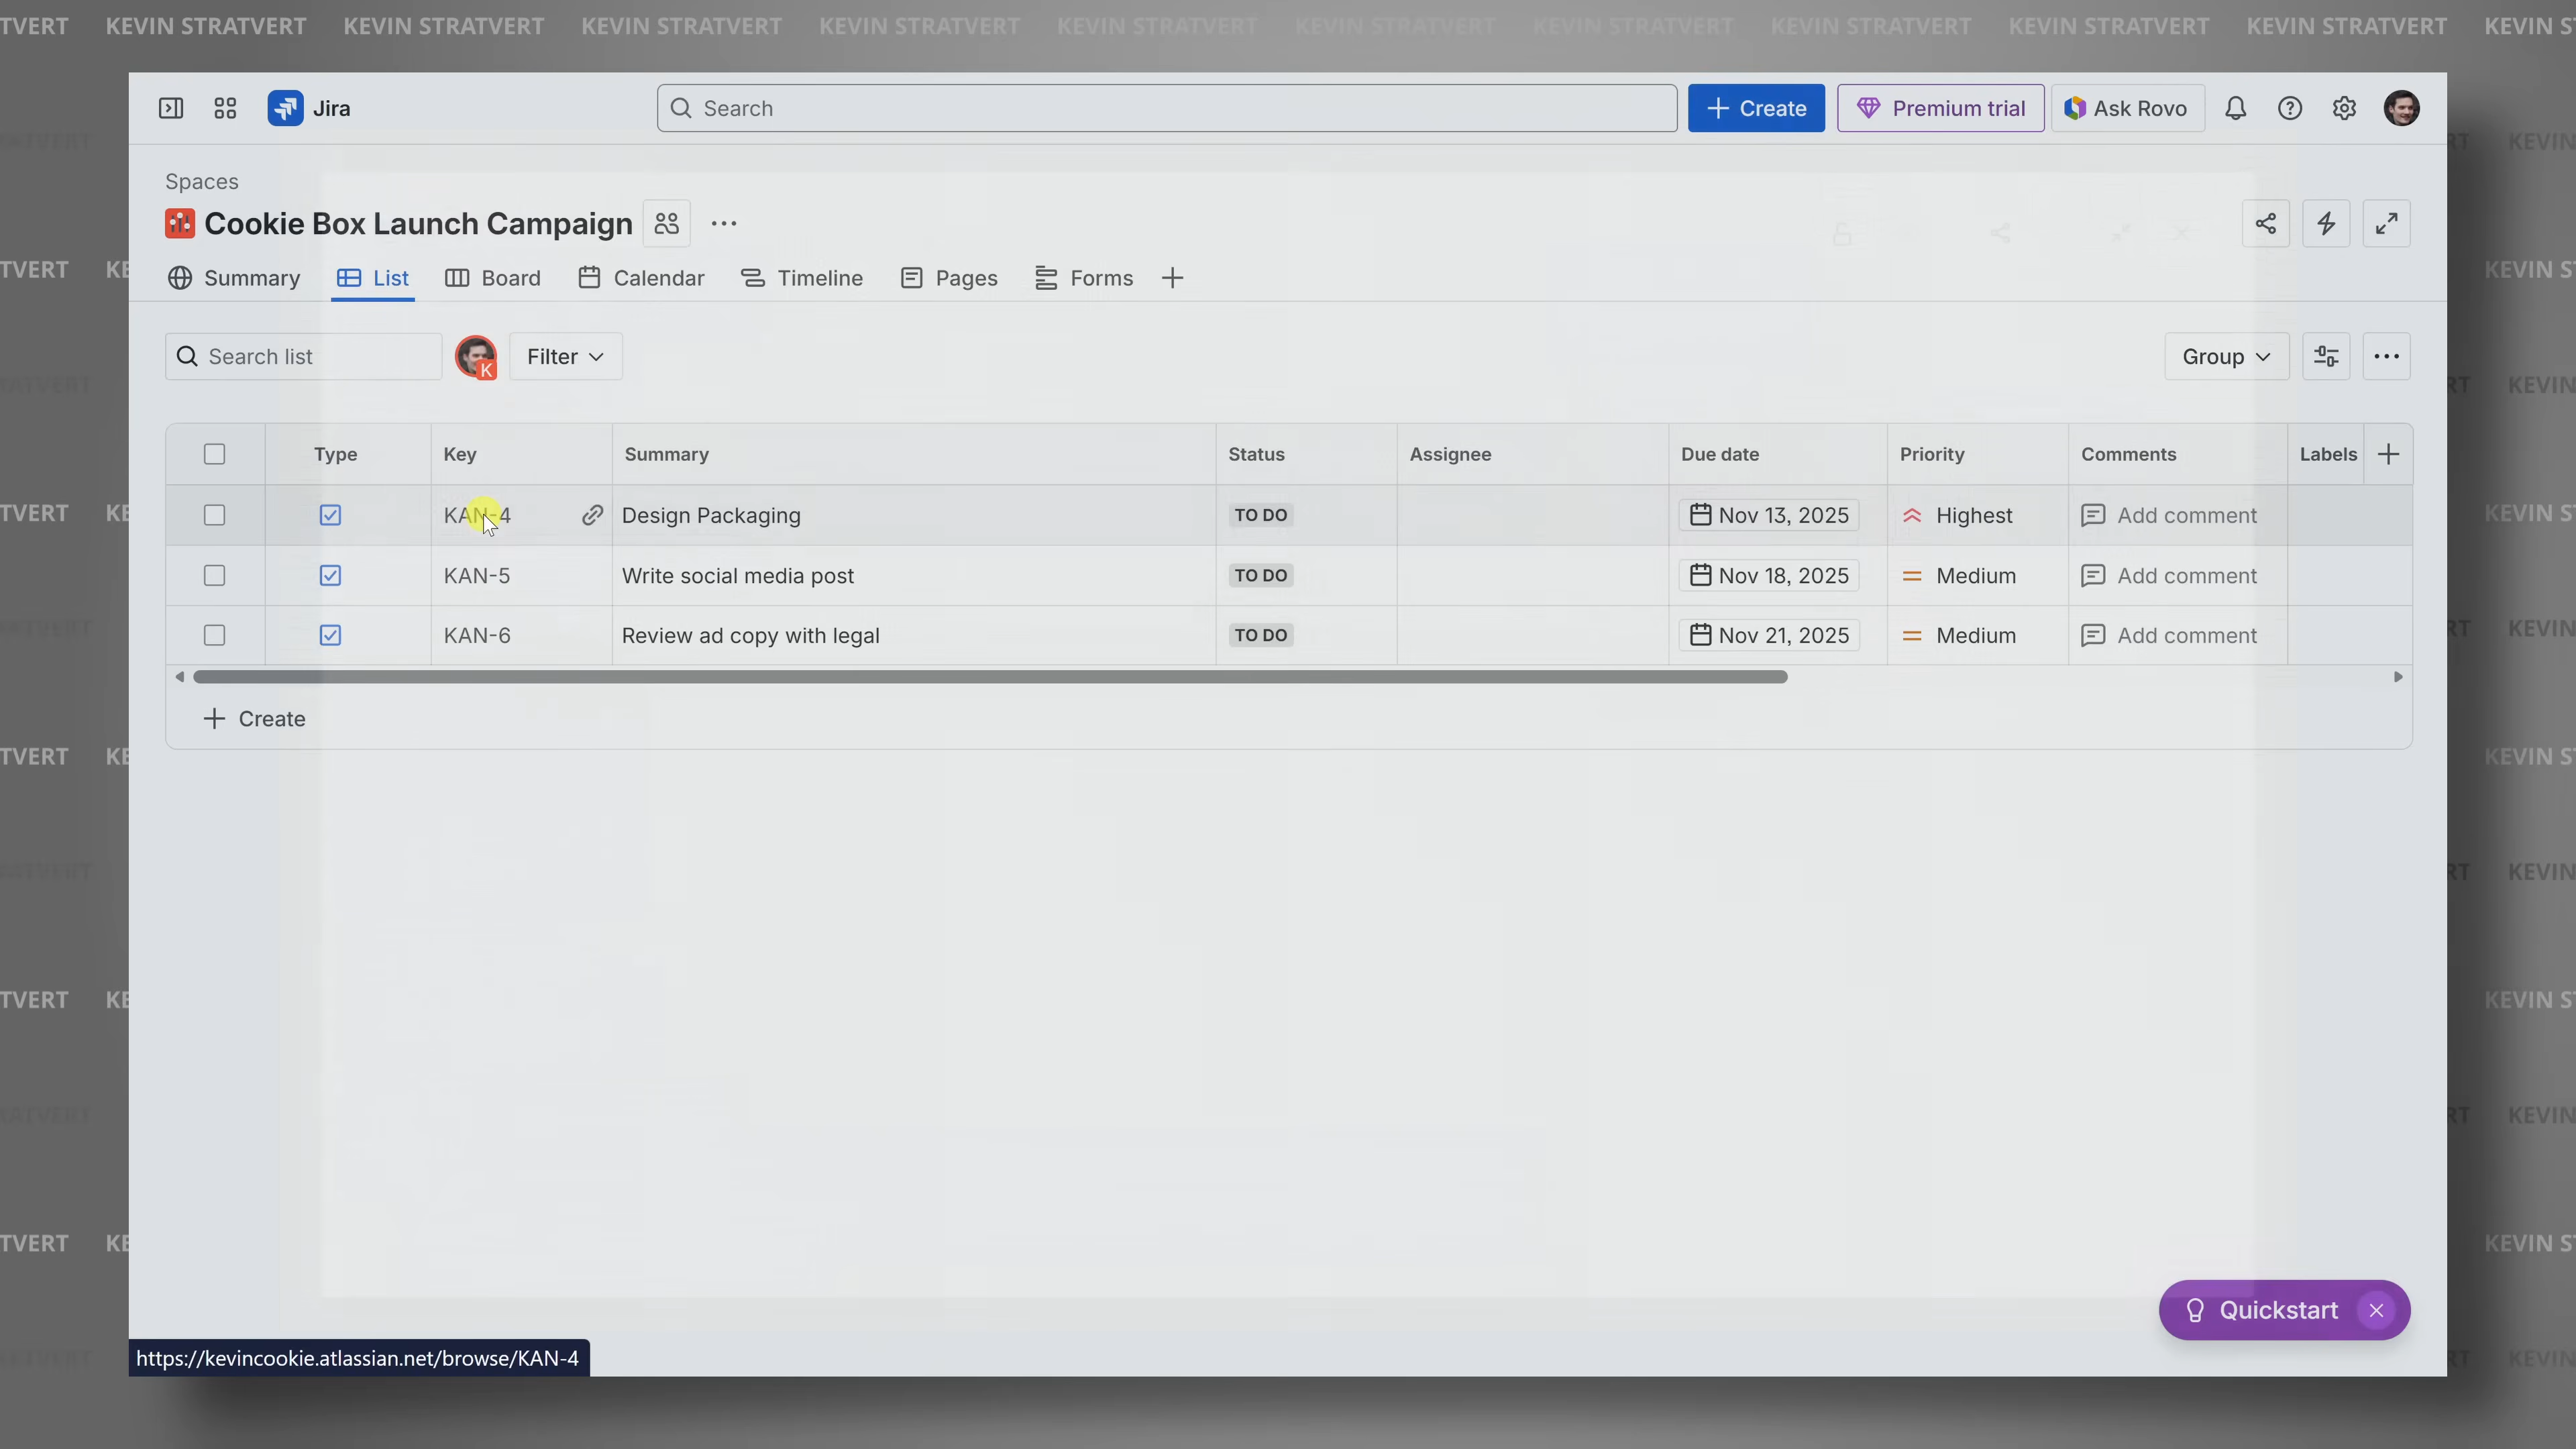 TVERT KEVIN STRATVERT KEVIN STRATVERT KEVIN STRATVERT KEVIN STRATVERT KEVIN STRATVERT KEVIN STRATVERT KEVIN STRATVERT KEVIN STRATVERT KEVIN STRATVERT KEVIN STRATVERT KEVIN S
Jira
Search
Create
Premium trial
Ask Rovo
Spaces
Cookie Box Launch Campaign
Summary
List
Board
Calendar
Timeline
Pages
Forms
Search list
K
Filter
Group
Type Key Summary Status Assignee Due date Priority Comments Labels
KAN-4 Design Packaging TO DO Nov 13, 2025 Highest Add comment
KAN-5 Write social media post TO DO Nov 18, 2025 Medium Add comment
KAN-6 Review ad copy with legal TO DO Nov 21, 2025 Medium Add comment
Create
Quickstart
https://kevincookie.atlassian.net/browse/KAN-4